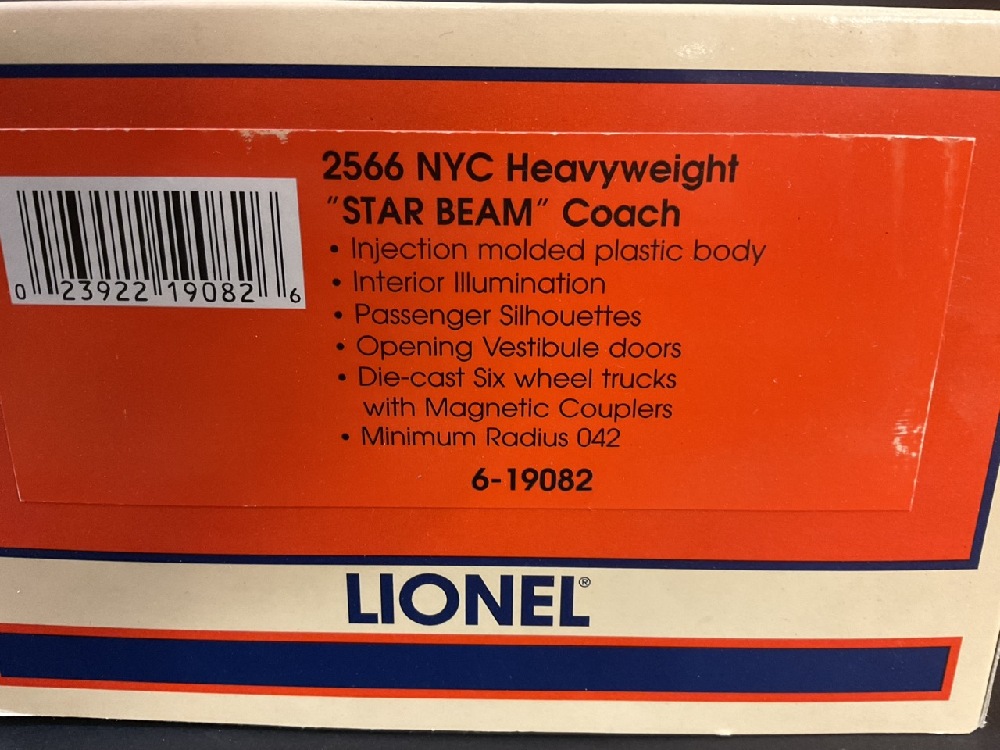 2566 NYC Heavyweight
"STAR BEAM" Coach
• Injection molded plastic body
• Interior Illumination
• Passenger Silhouettes
• Opening Vestibule doors
• Die-cast Six wheel trucks
with Magnetic Couplers
• Minimum Radius 042
6-19082
0 23922 19082 6
LIONEL®